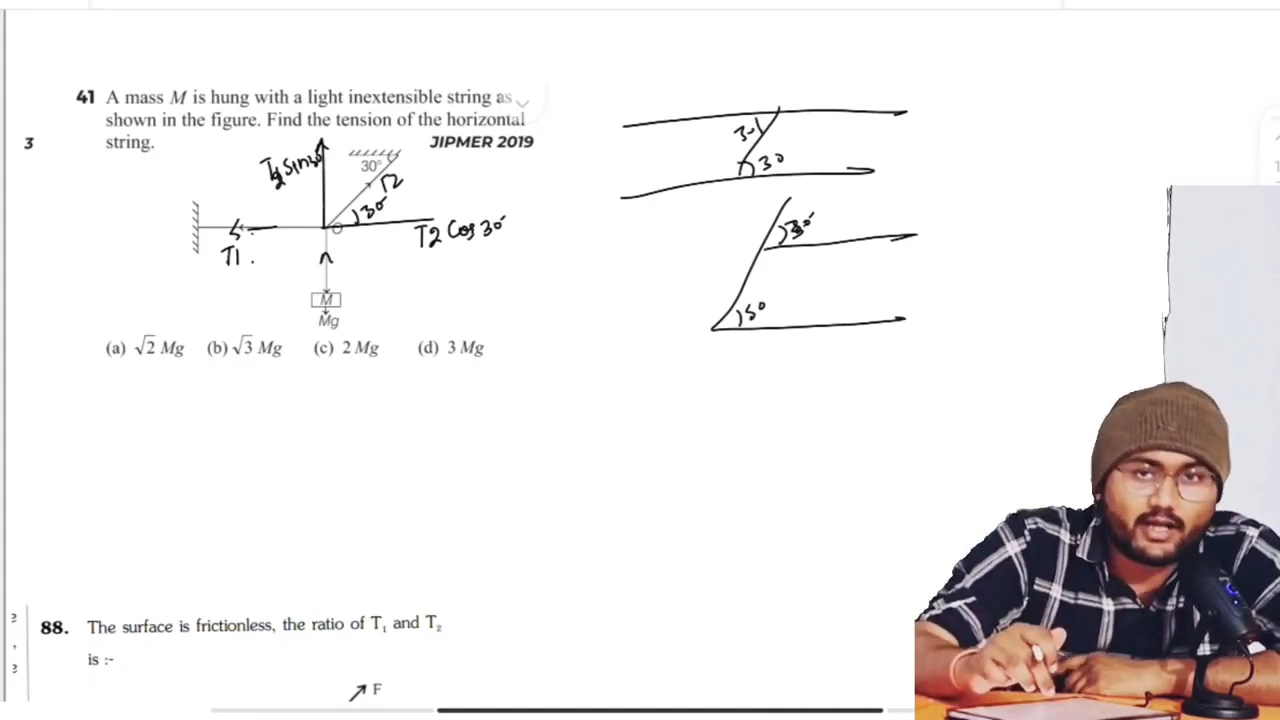 41 A mass M is hung with a light inextensible string as
shown in the figure. Find the tension of the horizontal
3
string.
JIPMER 2019
T2 sin30°
30°
T2
30°
T2 Cos 30°
T1
M
Mg
(a) √2 Mg (b) √3 Mg (c) 2 Mg (d) 3 Mg
30
30
88. The surface is frictionless, the ratio of T₁ and T₂
is :-
F